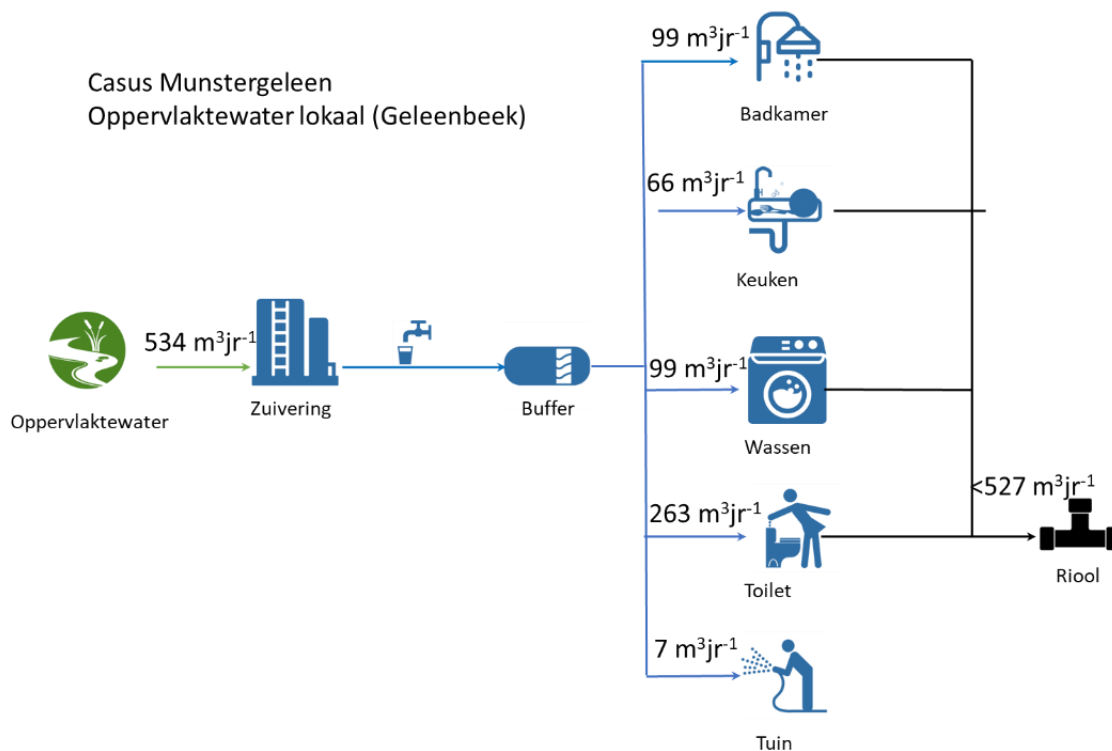 99 m³jr⁻¹
Casus Munstergeleen
Oppervlaktewater lokaal (Geleenbeek)
Badkamer
66 m³jr⁻¹
Keuken
534 m³jr⁻¹
99 m³jr⁻¹
Oppervlaktewater
Zuivering
Buffer
Wassen
<527 m³jr⁻¹
263 m³jr⁻¹
Toilet
Riool
7 m³jr⁻¹
Tuin